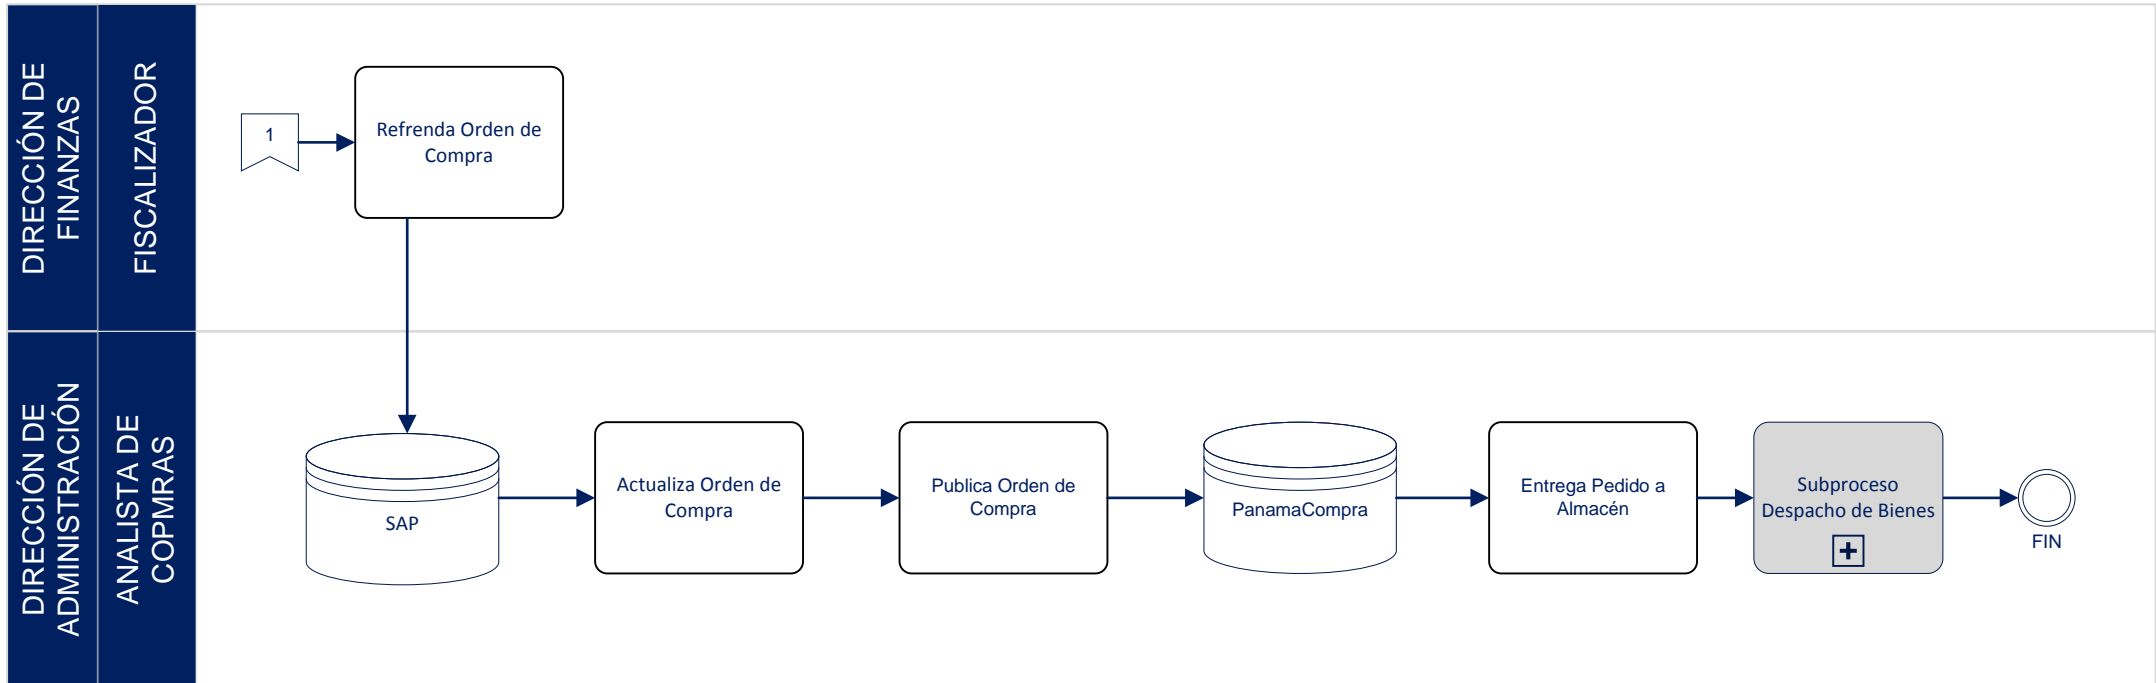 DIRECCIÓN DE
FINANZAS
FISCALIZADOR
1
Refrenda Orden de
Compra
DIRECCIÓN DE
ADMINISTRACIÓN
ANALISTA DE
COPMRAS
SAP
Actualiza Orden de
Compra
Publica Orden de
Compra
PanamaCompra
Entrega Pedido a
Almacén
Subproceso
Despacho de Bienes
FIN